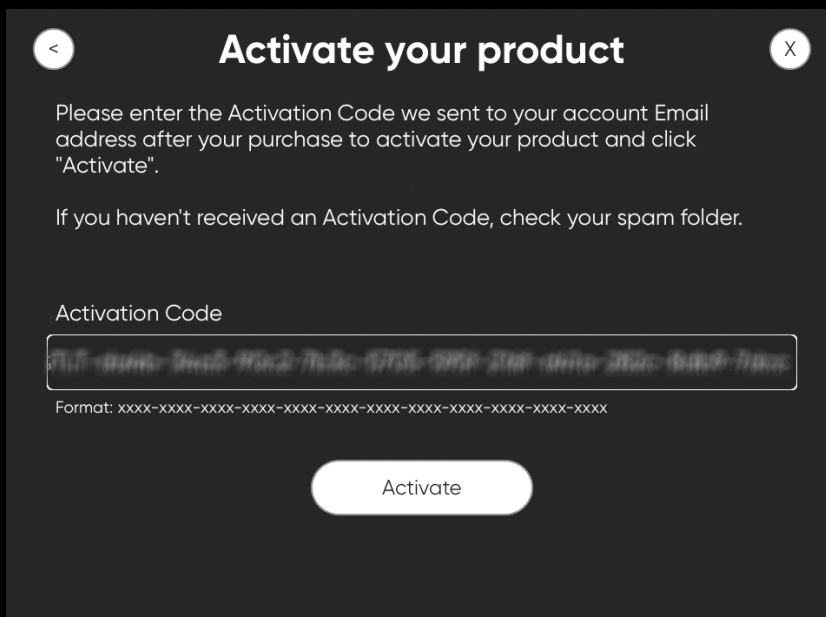 <
Activate your product
X
Please enter the Activation Code we sent to your account Email
address after your purchase to activate your product and click
"Activate".
If you haven't received an Activation Code, check your spam folder.
Activation Code
Format: xxxx-xxxx-xxxx-xxxx-xxxx-xxxx-xxxx-xxxx-xxxx-xxxx-xxxx-xxxx
Activate